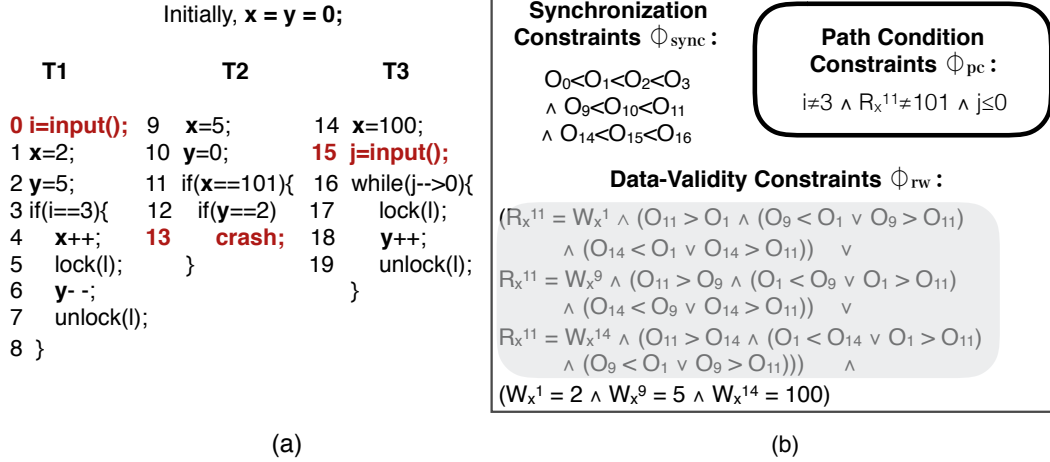 Initially, x = y = 0;
T1 T2 T3
0 i=input(); 9 x=5; 14 x=100;
1 x=2; 10 y=0; 15 j=input();
2 y=5; 11 if(x==101){ 16 while(j-->0){
3 if(i==3){ 12 if(y==2) 17 lock(l);
4 x++; 13 crash; 18 y++;
5 lock(l); } 19 unlock(l);
6 y- -; }
7 unlock(l);
8 }
(a)
Synchronization
Constraints Φsync :
O0<O1<O2<O3
∧ O9<O10<O11
∧ O14<O15<O16
Path Condition
Constraints Φpc :
i≠3 ∧ Rx11≠101 ∧ j≤0
Data-Validity Constraints Φrw :
(Rx11 = Wx1 ∧ (O11 > O1 ∧ (O9 < O1 ∨ O9 > O11)
∧ (O14 < O1 ∨ O14 > O11)) ∨
Rx11 = Wx9 ∧ (O11 > O9 ∧ (O1 < O9 ∨ O1 > O11)
∧ (O14 < O9 ∨ O14 > O11)) ∨
Rx11 = Wx14 ∧ (O11 > O14 ∧ (O1 < O14 ∨ O1 > O11)
∧ (O9 < O1 ∨ O9 > O11))) ∧
(Wx1 = 2 ∧ Wx9 = 5 ∧ Wx14 = 100)
(b)